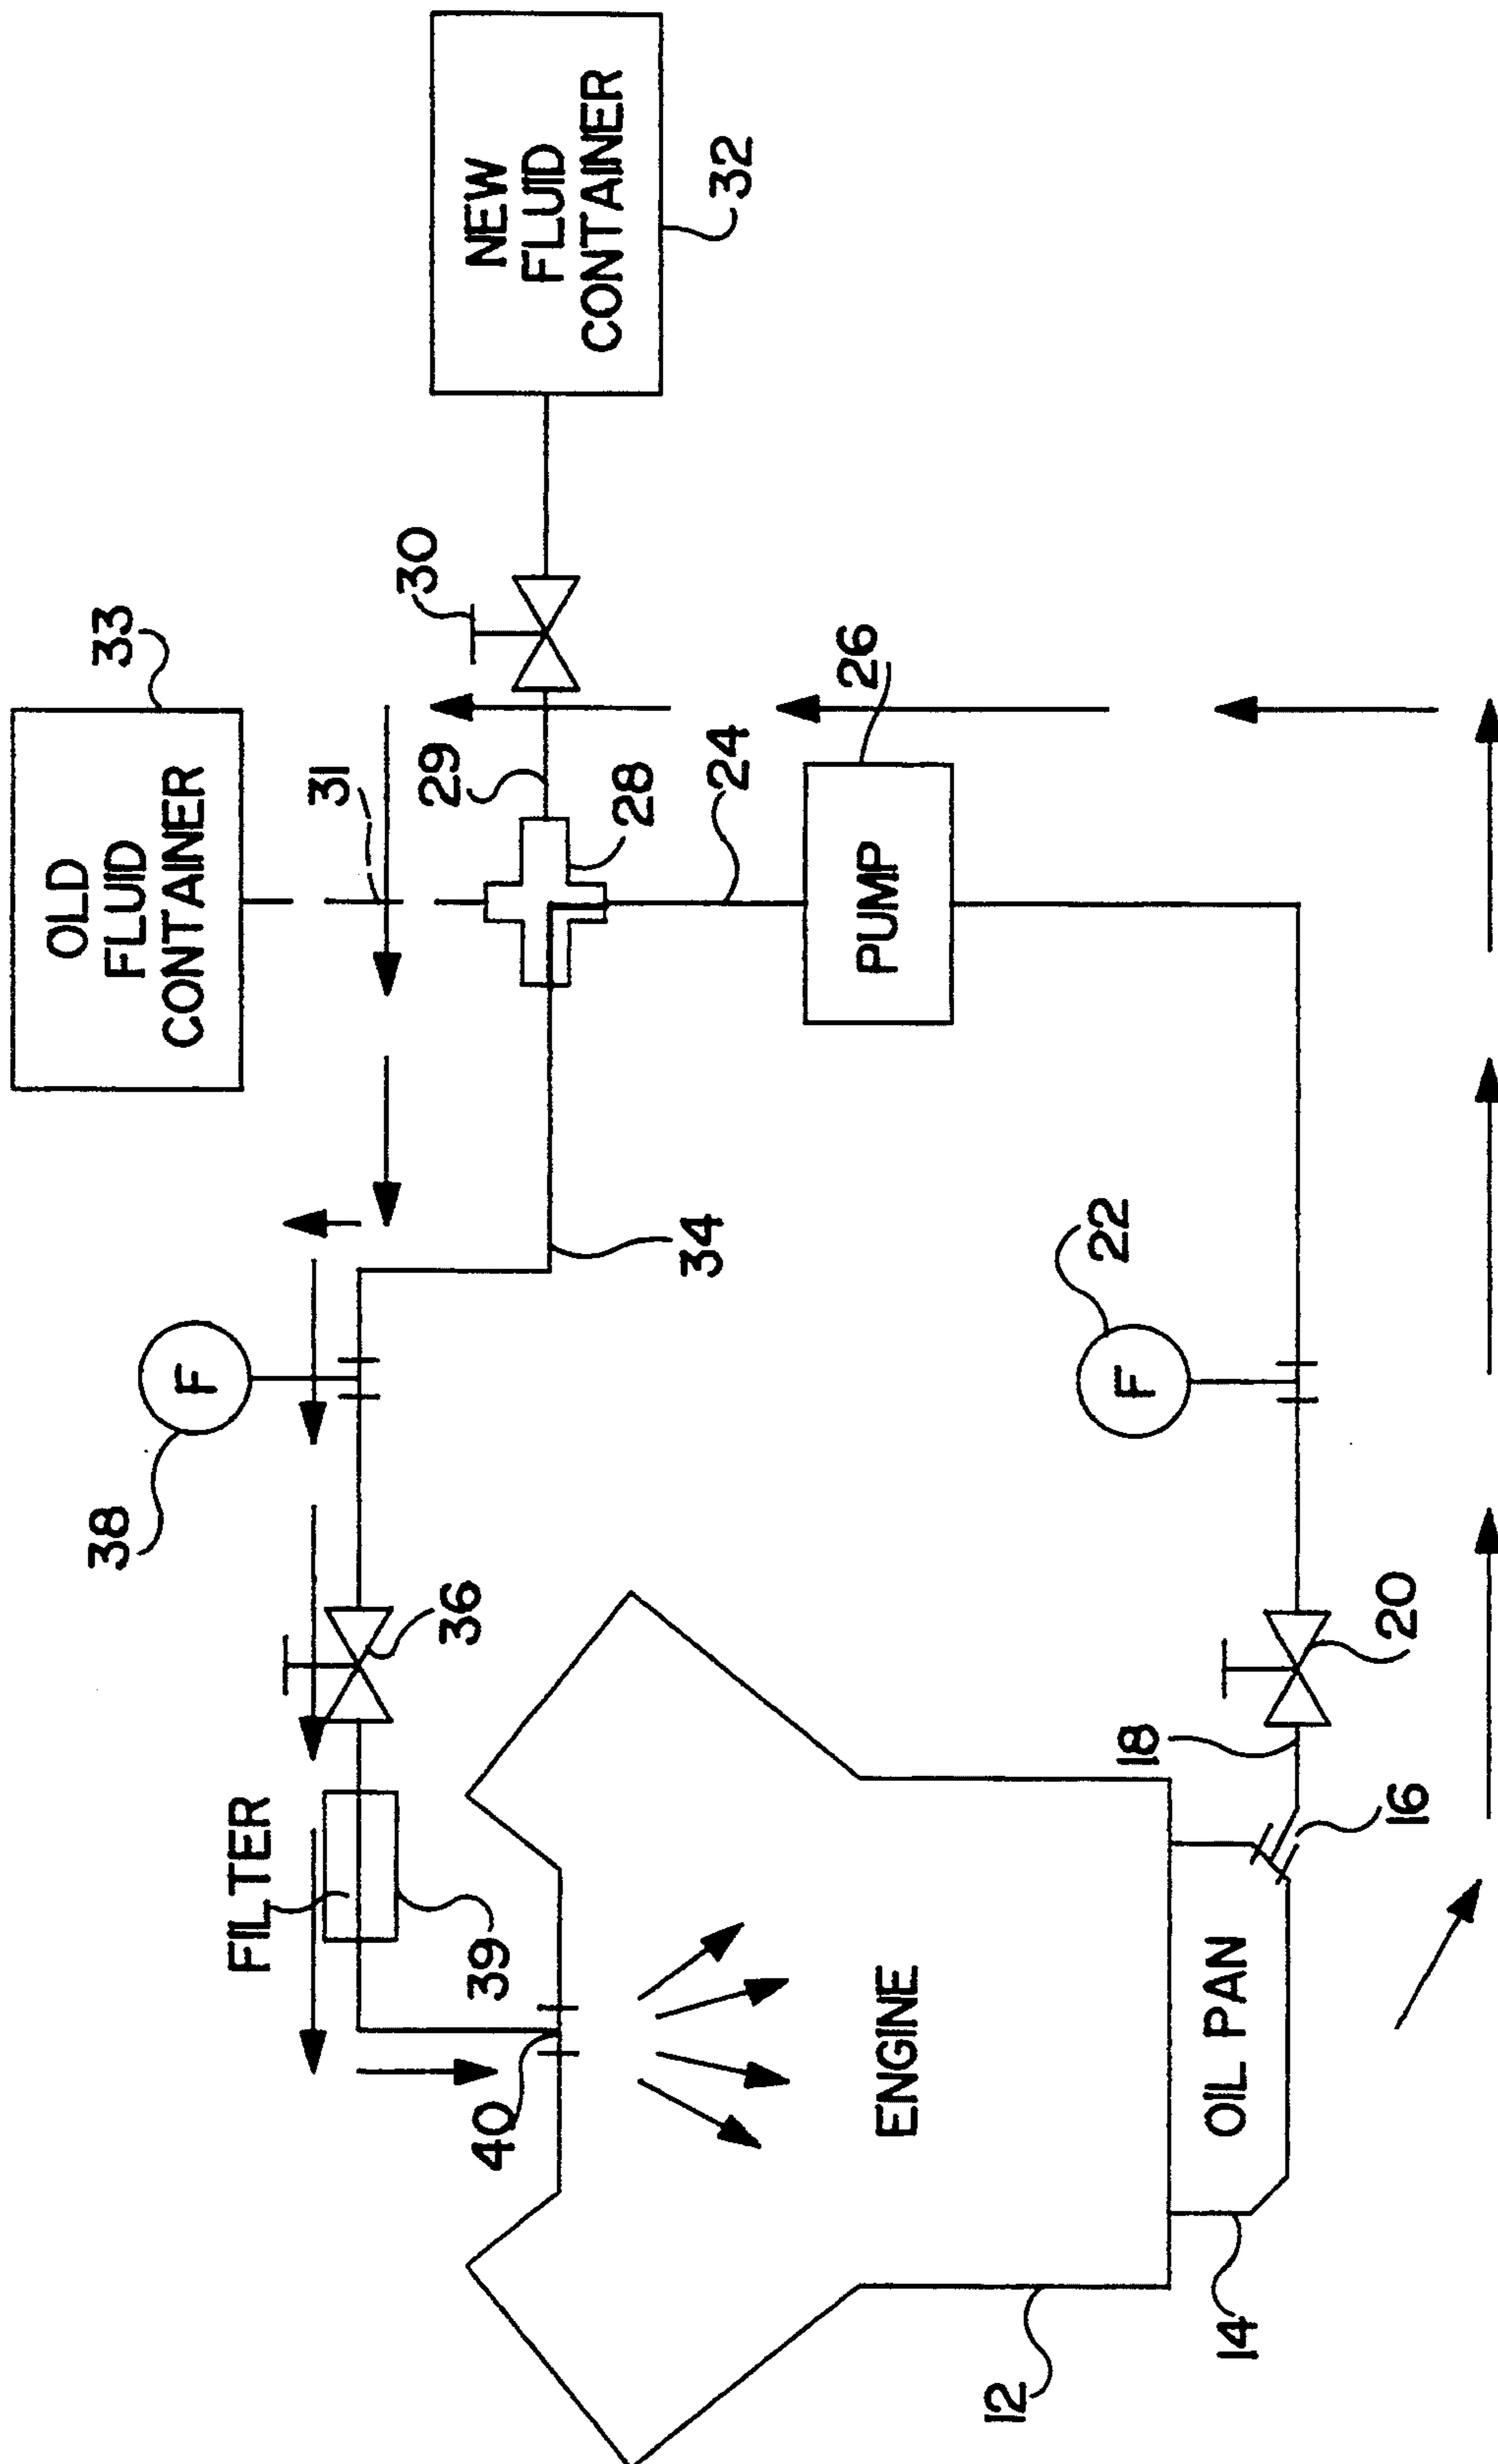 OLD
FLUID
CONTAINER
33
NEW
FLUID
CONTAINER
32
31
30
29
28
24
34
F
38
36
FILTER
39
40
PUMP
26
F
22
ENGINE
12
OIL PAN
14
16
18
20